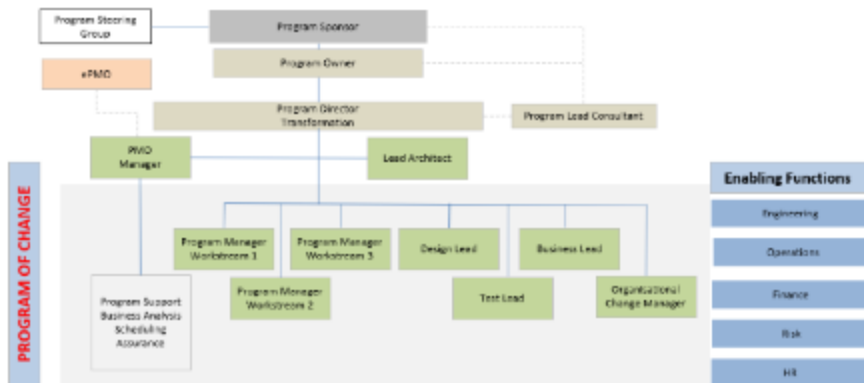 Program Steering
Group
Program Sponsor
Program Owner
ePMO
Program Director
Transformation
Program Lead Consultant
PMO
Manager
Lead Architect
Enabling Functions
PROGRAM OF CHANGE
Engineering
Program Manager
Workstream 1
Program Manager
Workstream 3
Design Lead
Business Lead
Operations
Program Manager
Workstream 2
Test Lead
Organisational
Change Manager
Program Support
Business Analysis
Scheduling
Assurance
Finance
Risk
HR